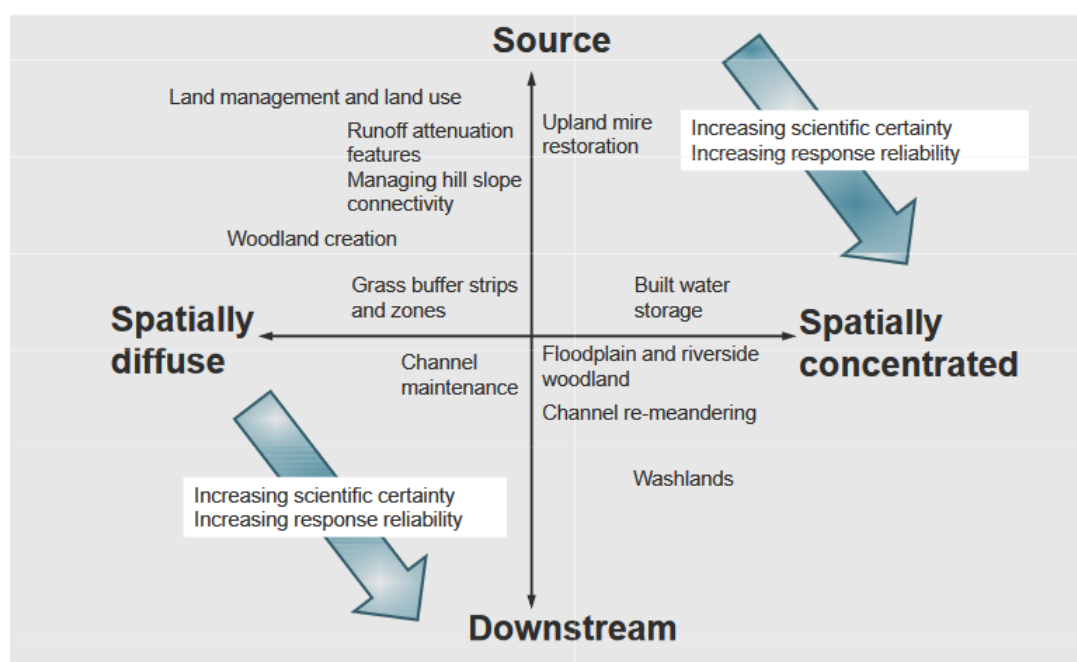 Source
Land management and land use
Runoff attenuation
features
Managing hill slope
connectivity
Upland mire
restoration
Increasing scientific certainty
Increasing response reliability
Woodland creation
Grass buffer strips
and zones
Built water
storage
Spatially
diffuse
Spatially
concentrated
Channel
maintenance
Floodplain and riverside
woodland
Channel re-meandering
Washlands
Increasing scientific certainty
Increasing response reliability
Downstream